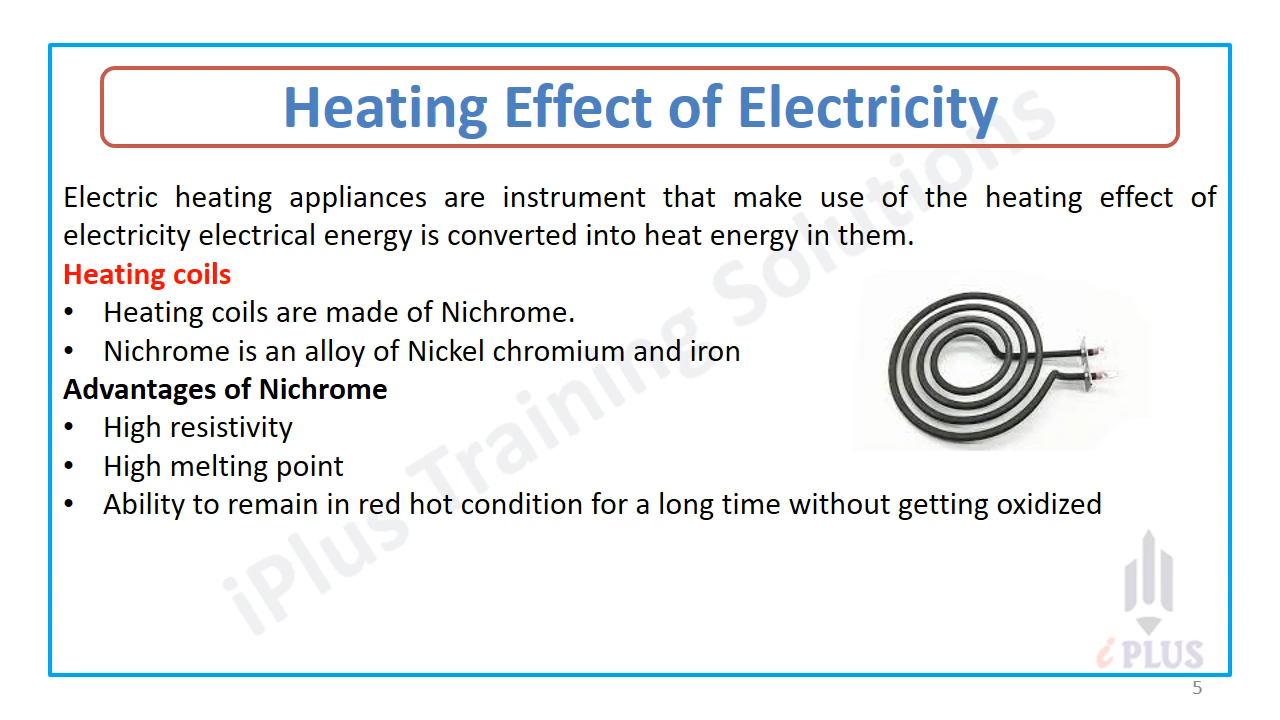 Heating Effect of Electricity
Electric heating appliances are instrument that make use of the heating effect of
electricity electrical energy is converted into heat energy in them.
Heating coils
• Heating coils are made of Nichrome.
• Nichrome is an alloy of Nickel chromium and iron
Advantages of Nichrome
• High resistivity
• High melting point
• Ability to remain in red hot condition for a long time without getting oxidized
iPlus Training Solutions
i PLUS
5